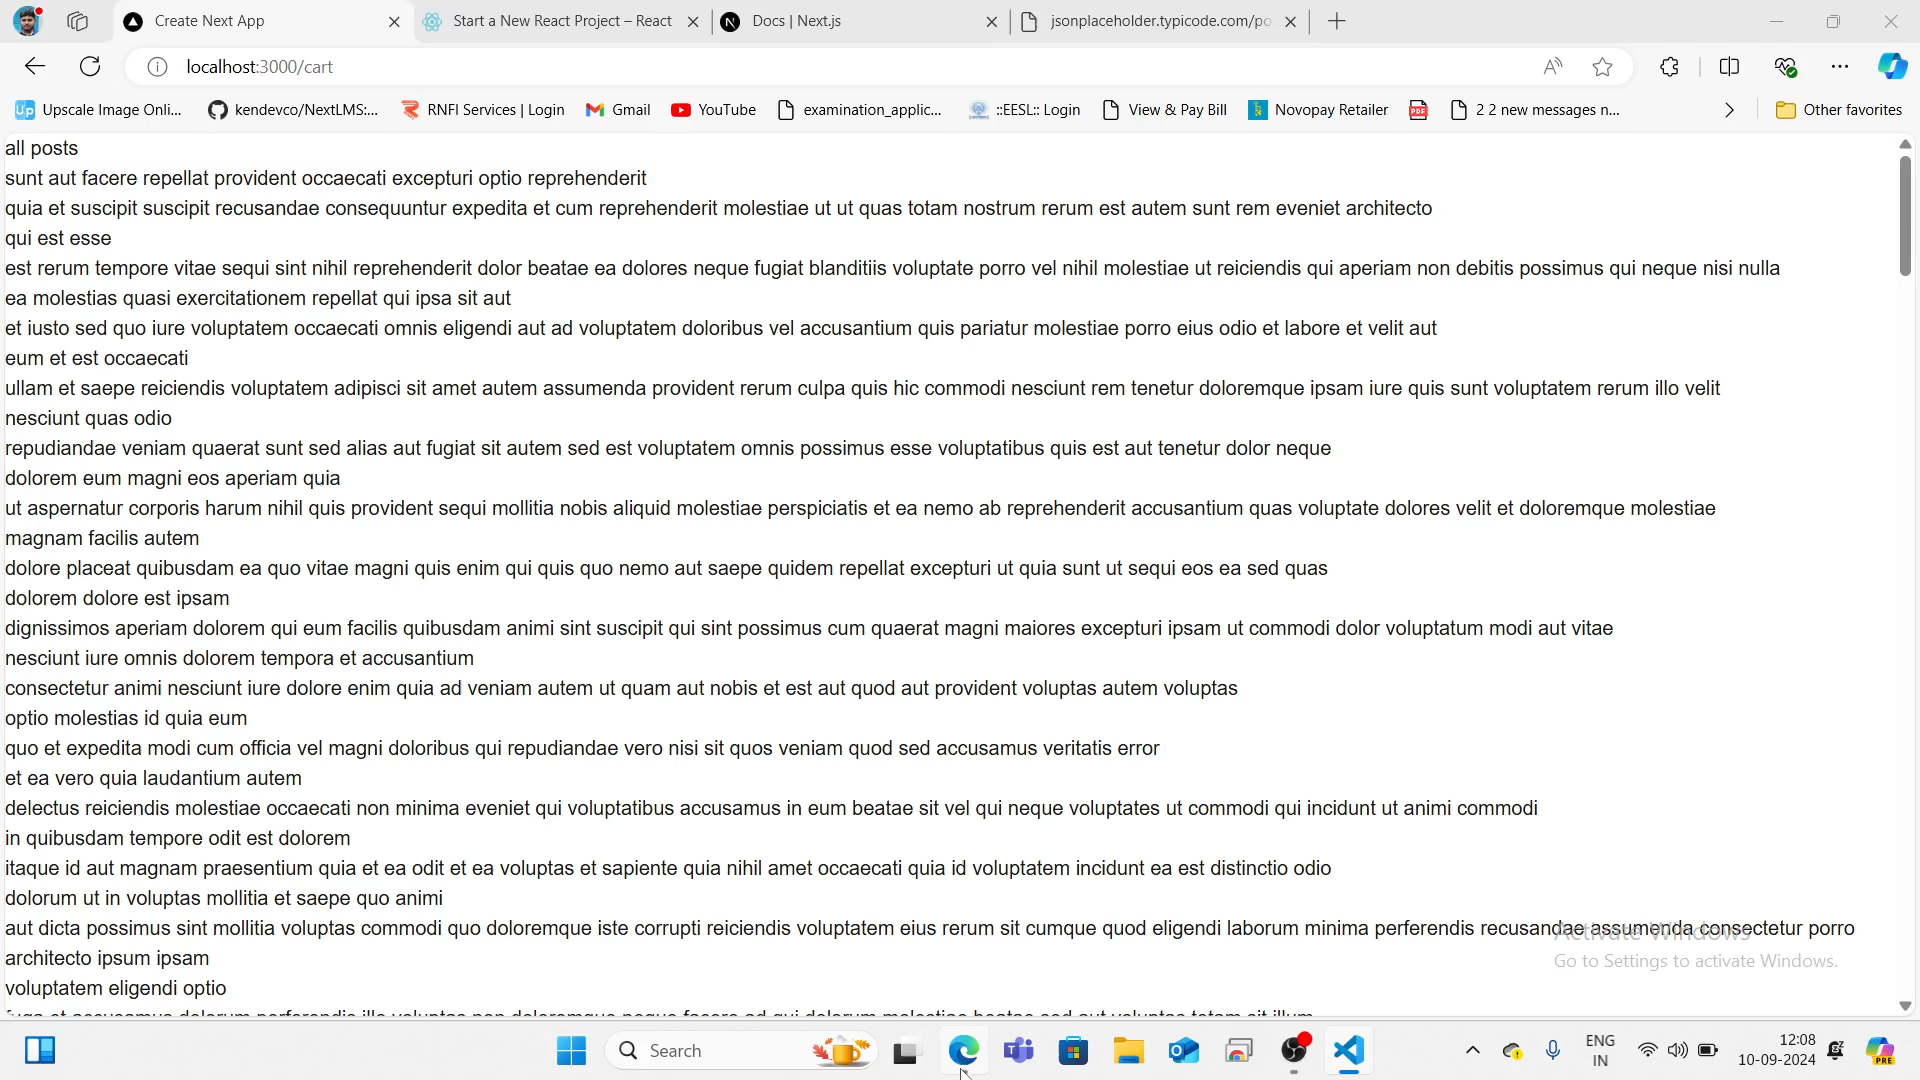 Create Next App
Start a New React Project – React
Docs | Next.js
jsonplaceholder.typicode.com/po
localhost:3000/cart
Upscale Image Onli...
kendevco/NextLMS:...
RNFI Services | Login
Gmail
YouTube
examination_applic...
::EESL:: Login
View & Pay Bill
Novopay Retailer
PDF
2 2 new messages n...
Other favorites
all posts
sunt aut facere repellat provident occaecati excepturi optio reprehenderit
quia et suscipit suscipit recusandae consequuntur expedita et cum reprehenderit molestiae ut ut quas totam nostrum rerum est autem sunt rem eveniet architecto
qui est esse
est rerum tempore vitae sequi sint nihil reprehenderit dolor beatae ea dolores neque fugiat blanditiis voluptate porro vel nihil molestiae ut reiciendis qui aperiam non debitis possimus qui neque nisi nulla
ea molestias quasi exercitationem repellat qui ipsa sit aut
et iusto sed quo iure voluptatem occaecati omnis eligendi aut ad voluptatem doloribus vel accusantium quis pariatur molestiae porro eius odio et labore et velit aut
eum et est occaecati
ullam et saepe reiciendis voluptatem adipisci sit amet autem assumenda provident rerum culpa quis hic commodi nesciunt rem tenetur doloremque ipsam iure quis sunt voluptatem rerum illo velit
nesciunt quas odio
repudiandae veniam quaerat sunt sed alias aut fugiat sit autem sed est voluptatem omnis possimus esse voluptatibus quis est aut tenetur dolor neque
dolorem eum magni eos aperiam quia
ut aspernatur corporis harum nihil quis provident sequi mollitia nobis aliquid molestiae perspiciatis et ea nemo ab reprehenderit accusantium quas voluptate dolores velit et doloremque molestiae
magnam facilis autem
dolore placeat quibusdam ea quo vitae magni quis enim qui quis quo nemo aut saepe quidem repellat excepturi ut quia sunt ut sequi eos ea sed quas
dolorem dolore est ipsam
dignissimos aperiam dolorem qui eum facilis quibusdam animi sint suscipit qui sint possimus cum quaerat magni maiores excepturi ipsam ut commodi dolor voluptatum modi aut vitae
nesciunt iure omnis dolorem tempora et accusantium
consectetur animi nesciunt iure dolore enim quia ad veniam autem ut quam aut nobis et est aut quod aut provident voluptas autem voluptas
optio molestias id quia eum
quo et expedita modi cum officia vel magni doloribus qui repudiandae vero nisi sit quos veniam quod sed accusamus veritatis error
et ea vero quia laudantium autem
delectus reiciendis molestiae occaecati non minima eveniet qui voluptatibus accusamus in eum beatae sit vel qui neque voluptates ut commodi qui incidunt ut animi commodi
in quibusdam tempore odit est dolorem
itaque id aut magnam praesentium quia et ea odit et ea voluptas et sapiente quia nihil amet occaecati quia id voluptatem incidunt ea est distinctio odio
dolorum ut in voluptas mollitia et saepe quo animi
aut dicta possimus sint mollitia voluptas commodi quo doloremque iste corrupti reiciendis voluptatem eius rerum sit cumque quod eligendi laborum minima perferendis recusandae assumenda consectetur porro
architecto ipsum ipsam
voluptatem eligendi optio
fuga et accusamus dolorum perferendis illo voluptas non doloremque neque facere ad qui dolorum molestiae beatae sed aut voluptas totam sit illum
Activate Windows
Go to Settings to activate Windows.
Search
ENG
IN
12:08
10-09-2024
PRE